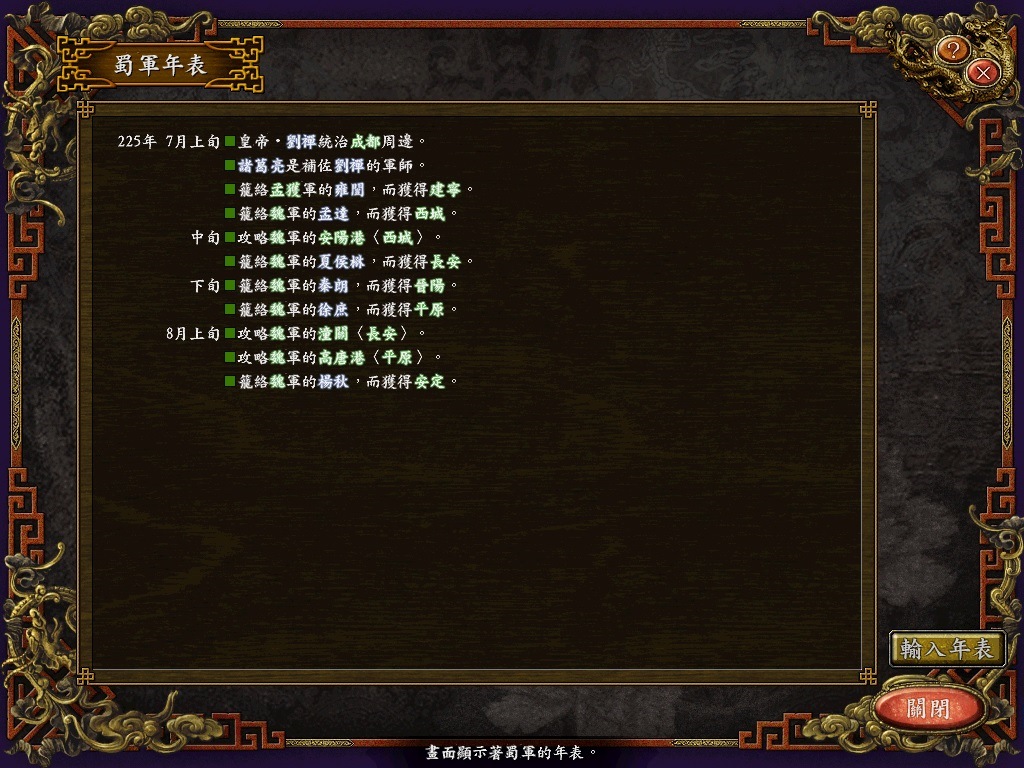 蜀軍年表
225年 7月上旬 ■皇帝・劉禪統治成都周邊。
■諸葛亮是補佐劉禪的軍師。
■籠絡孟獲軍的雍闓,而獲得建寧。
■籠絡魏軍的孟達,而獲得西城。
中旬 ■攻略魏軍的安陽港〈西城〉。
■籠絡魏軍的夏侯楙,而獲得長安。
下旬 ■籠絡魏軍的秦朗,而獲得晉陽。
■籠絡魏軍的徐庶,而獲得平原。
8月上旬 ■攻略魏軍的潼關〈長安〉。
■攻略魏軍的高唐港〈平原〉。
■籠絡魏軍的楊秋,而獲得安定。
輸入年表
關閉
畫面顯示著蜀軍的年表。